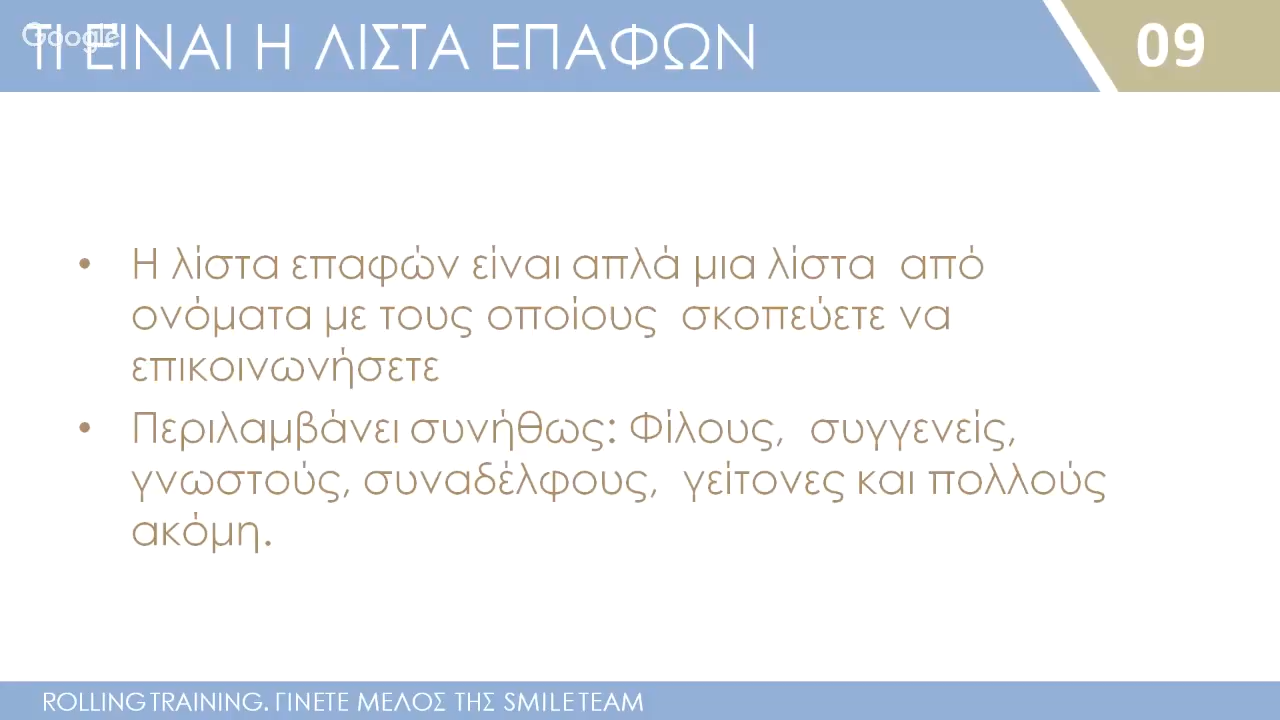 ΤΙ ΕΙΝΑΙ Η ΛΙΣΤΑ ΕΠΑΦΩΝ
Google
09
• Η λίστα επαφών είναι απλά μια λίστα από
ονόματα με τους οποίους σκοπεύετε να
επικοινωνήσετε
• Περιλαμβάνει συνήθως: Φίλους, συγγενείς,
γνωστούς, συναδέλφους, γείτονες και πολλούς
ακόμη.
ROLLING TRAINING. ΓΙΝΕΤΕ ΜΕΛΟΣ ΤΗΣ SMILE TEAM